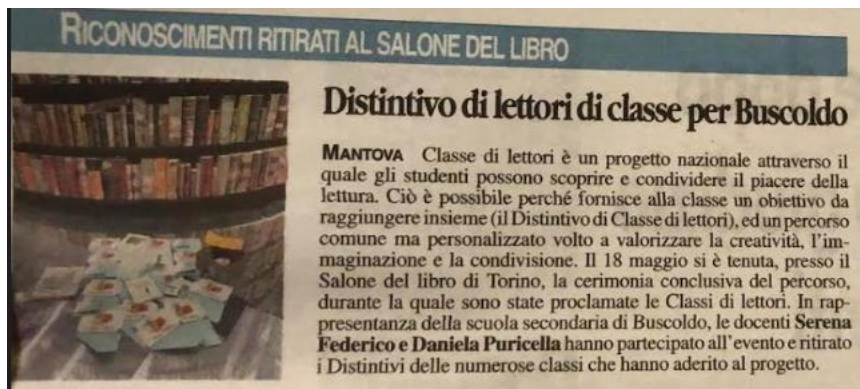 RICONOSCIMENTI RITIRATI AL SALONE DEL LIBRO
Distintivo di lettori di classe per Buscoldo
MANTOVA Classe di lettori è un progetto nazionale attraverso il
quale gli studenti possono scoprire e condividere il piacere della
lettura. Ciò è possibile perché fornisce alla classe un obiettivo da
raggiungere insieme (il Distintivo di Classe di lettori), ed un percorso
comune ma personalizzato volto a valorizzare la creatività, l'im-
maginazione e la condivisione. Il 18 maggio si è tenuta, presso il
Salone del libro di Torino, la cerimonia conclusiva del percorso,
durante la quale sono state proclamate le Classi di lettori. In rap-
presentanza della scuola secondaria di Buscoldo, le docenti Serena
Federico e Daniela Puricella hanno partecipato all'evento e ritirato
i Distintivi delle numerose classi che hanno aderito al progetto.